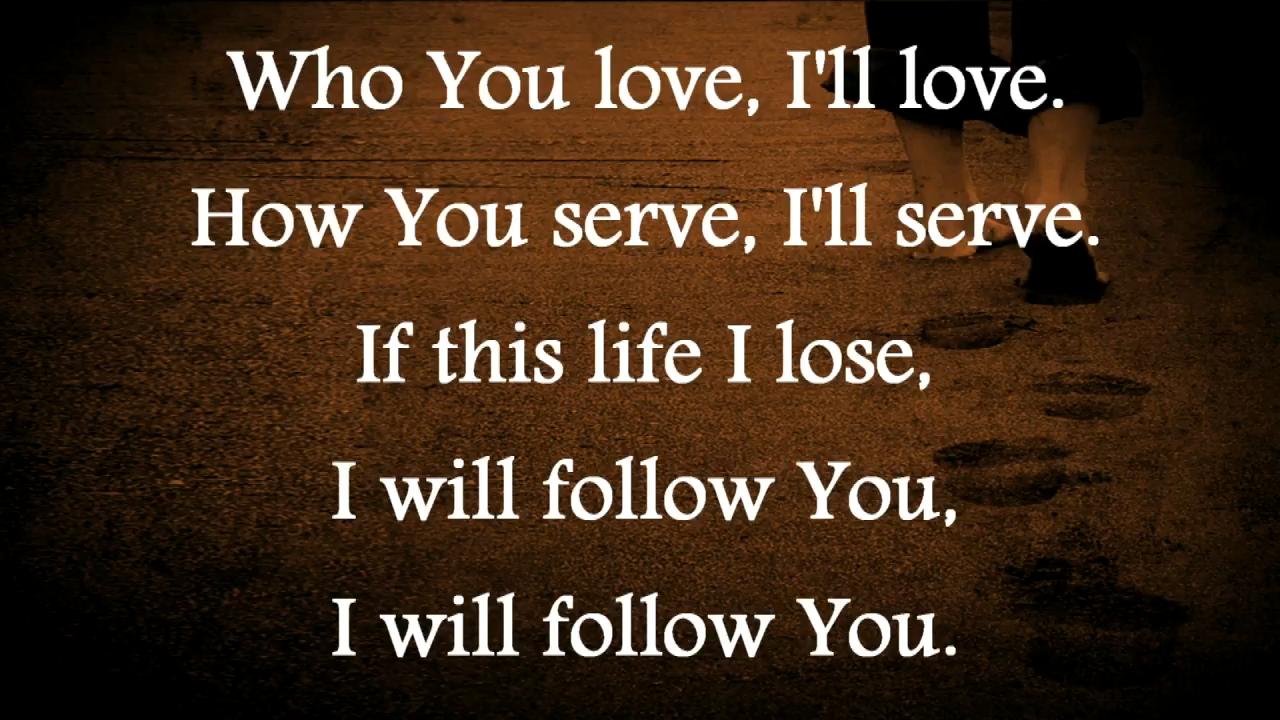 Who You love, I'll love.
How You serve, I'll serve.
If this life I lose,
I will follow You,
I will follow You.